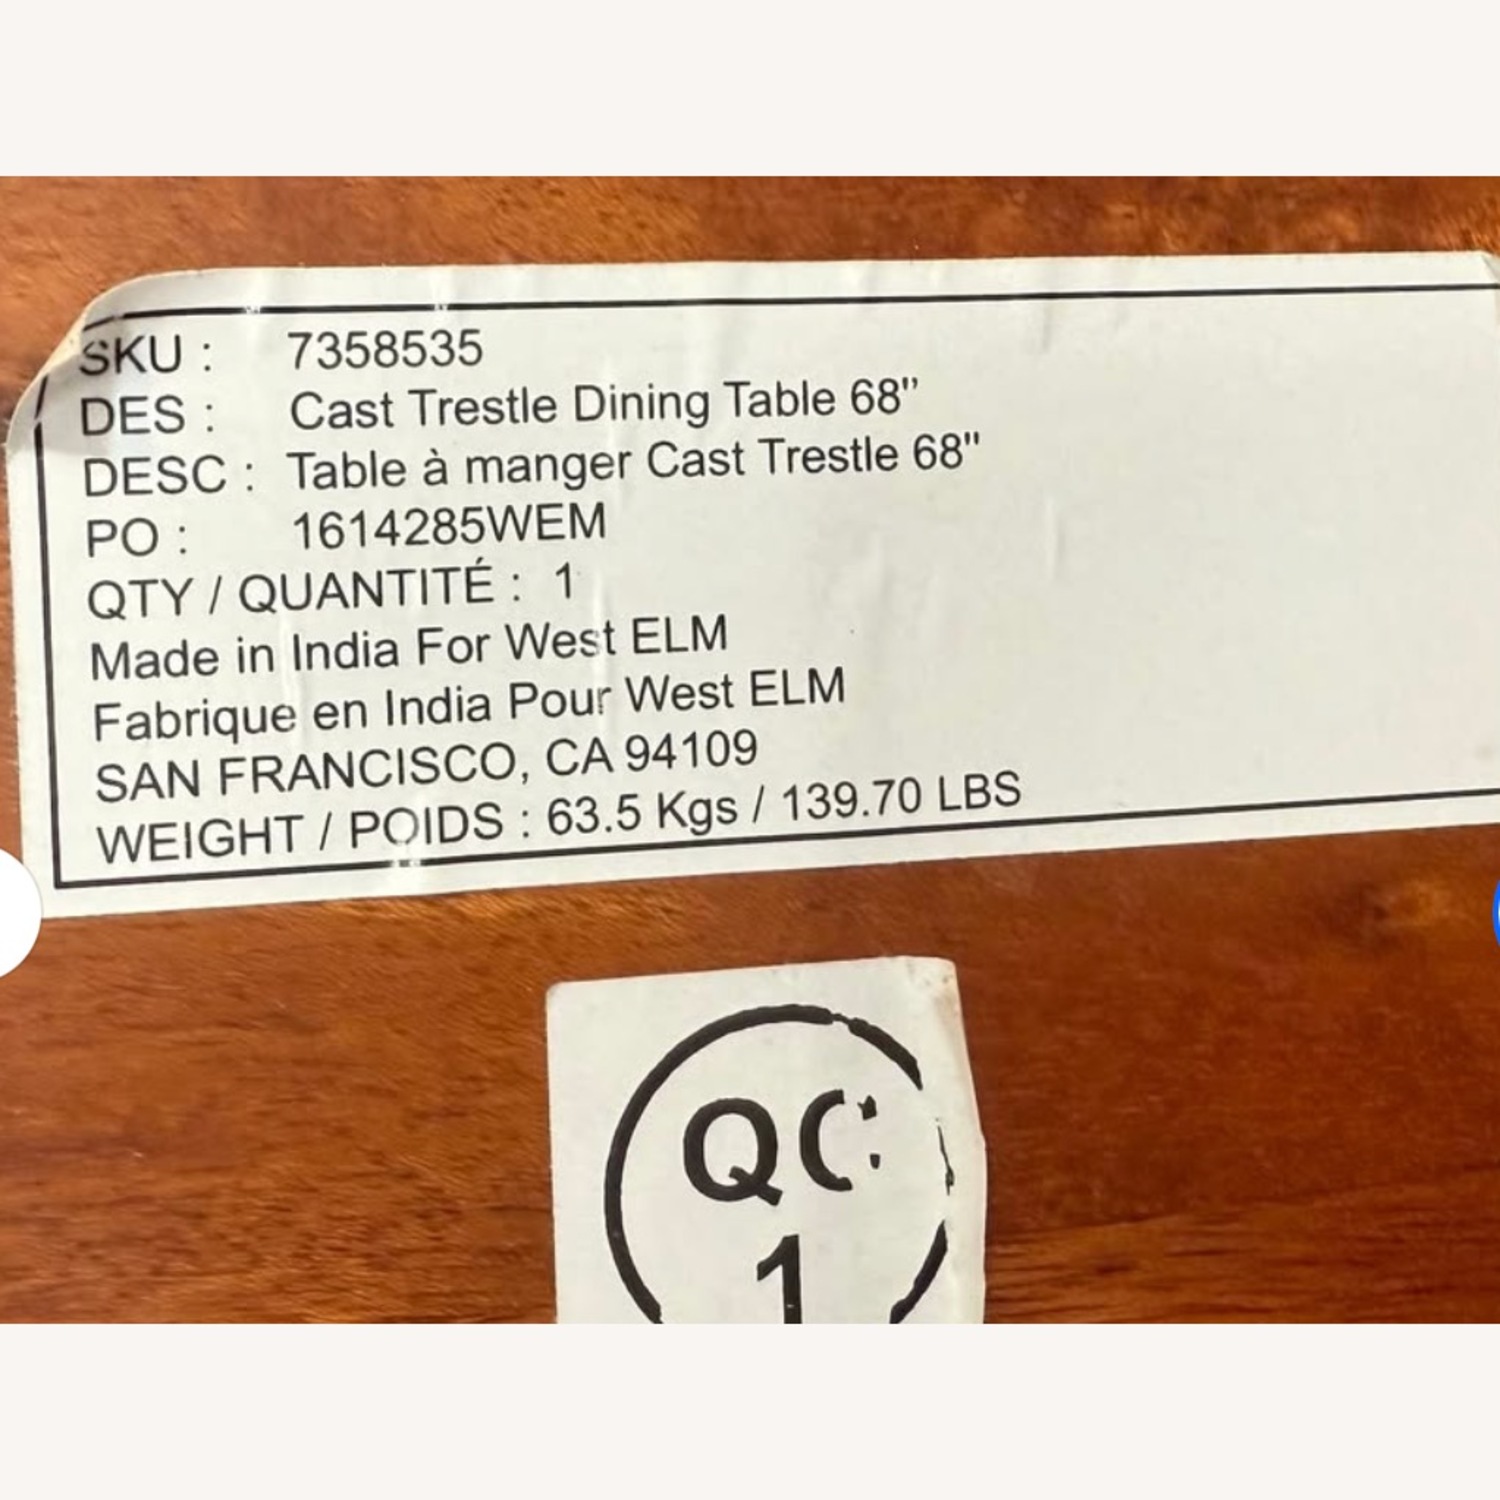 SKU : 7358535
DES : Cast Trestle Dining Table 68”
DESC : Table à manger Cast Trestle 68"
PO : 1614285WEM
QTY / QUANTITÉ : 1
Made in India For West ELM
Fabrique en India Pour West ELM
SAN FRANCISCO, CA 94109
WEIGHT / POIDS : 63.5 Kgs / 139.70 LBS
QC
1